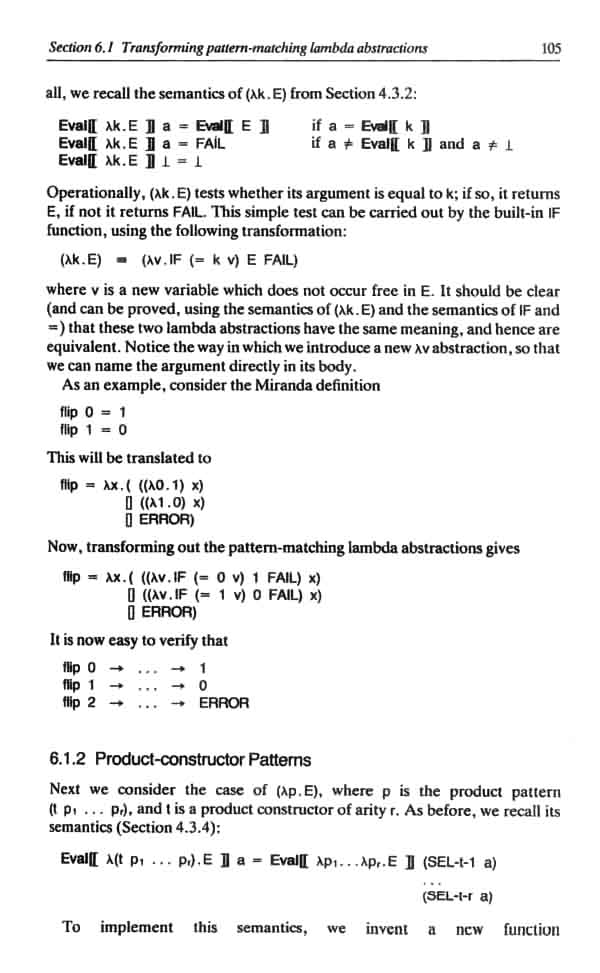 Section 6.1 Transforming pattern-matching lambda abstractions 105
all, we recall the semantics of (λk.E) from Section 4.3.2:
Eval⟦ λk.E ⟧ a = Eval⟦ E ⟧ if a = Eval⟦ k ⟧
Eval⟦ λk.E ⟧ a = FAIL if a ≠ Eval⟦ k ⟧ and a ≠ ⊥
Eval⟦ λk.E ⟧ ⊥ = ⊥
Operationally, (λk.E) tests whether its argument is equal to k; if so, it returns
E, if not it returns FAIL. This simple test can be carried out by the built-in IF
function, using the following transformation:
(λk.E) ≡ (λv.IF (= k v) E FAIL)
where v is a new variable which does not occur free in E. It should be clear
(and can be proved, using the semantics of (λk.E) and the semantics of IF and
=) that these two lambda abstractions have the same meaning, and hence are
equivalent. Notice the way in which we introduce a new λv abstraction, so that
we can name the argument directly in its body.
As an example, consider the Miranda definition
flip 0 = 1
flip 1 = 0
This will be translated to
flip = λx.( ((λ0.1) x)
[] ((λ1.0) x)
[] ERROR)
Now, transforming out the pattern-matching lambda abstractions gives
flip = λx.( ((λv.IF (= 0 v) 1 FAIL) x)
[] ((λv.IF (= 1 v) 0 FAIL) x)
[] ERROR)
It is now easy to verify that
flip 0 → ... → 1
flip 1 → ... → 0
flip 2 → ... → ERROR
6.1.2 Product-constructor Patterns
Next we consider the case of (λp.E), where p is the product pattern
(t p₁ ... pᵣ), and t is a product constructor of arity r. As before, we recall its
semantics (Section 4.3.4):
Eval⟦ λ(t p₁ ... pᵣ).E ⟧ a = Eval⟦ λp₁...λpᵣ.E ⟧ (SEL-t-1 a)
...
(SEL-t-r a)
To implement this semantics, we invent a new function